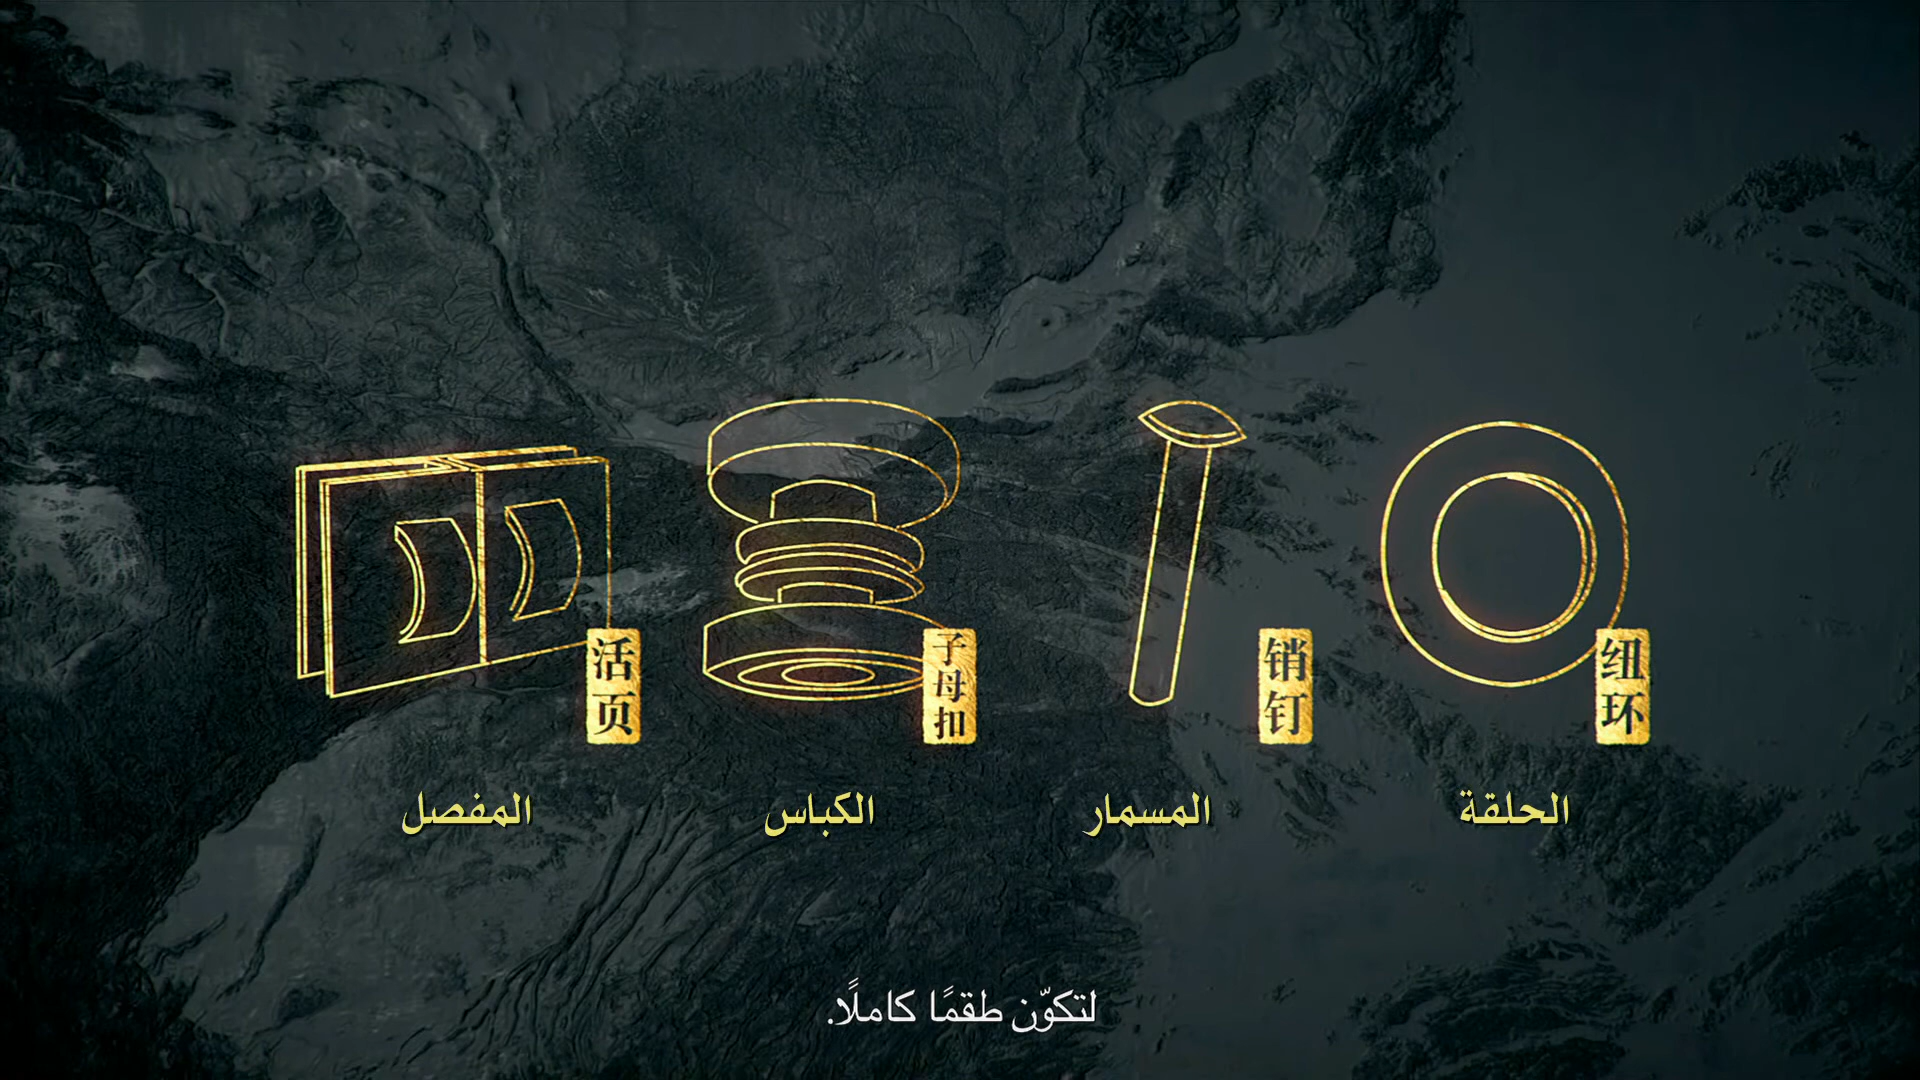 活页
子母扣
销钉
纽环
المفصل
الكباس
المسمار
الحلقة
لتكوّن طقمًا كاملًا.